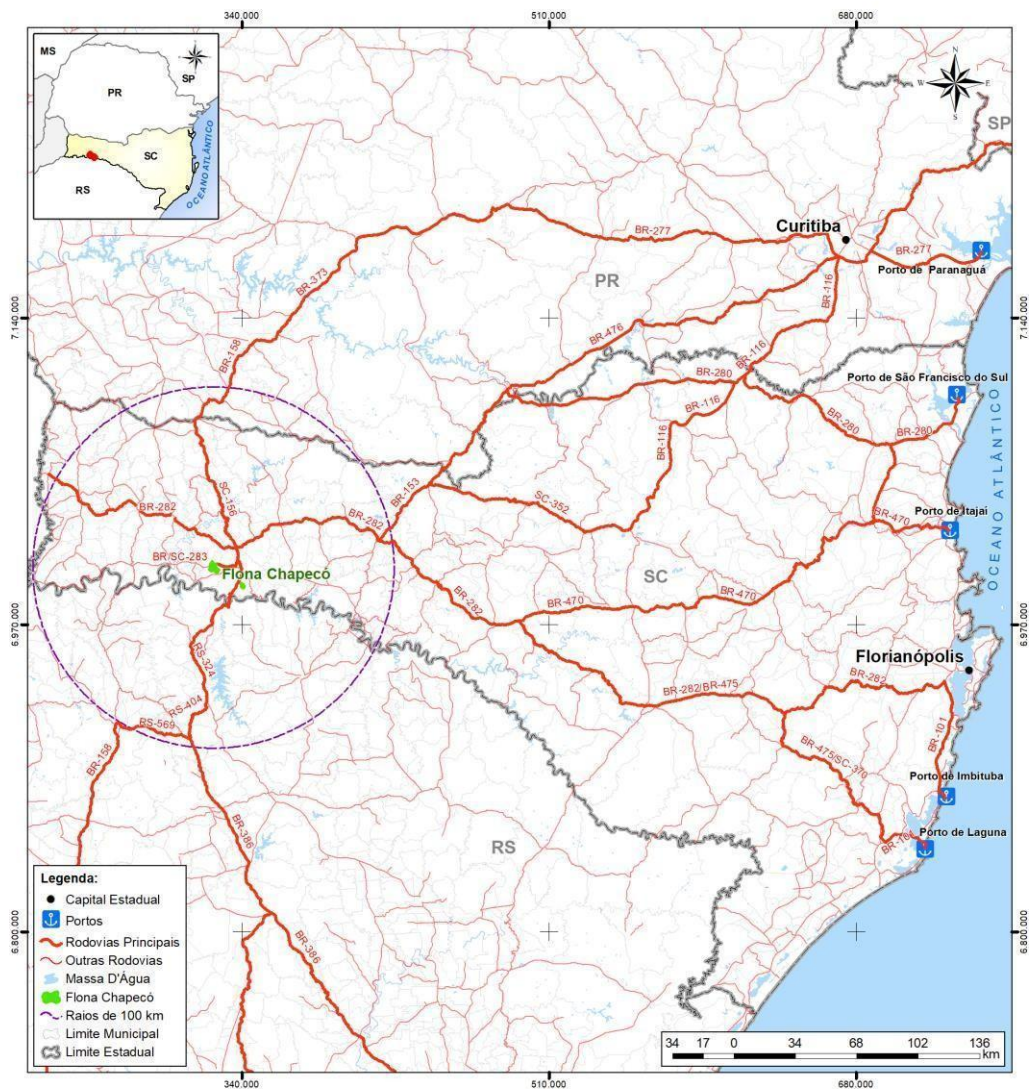 340.000
510.000
680.000
MS
PR
SP
SC
RS
OCEANO ATLÂNTICO
N
W
E
S
SP
Curitiba
BR-277
BR-277
Porto de Paranaguá
BR-373
PR
BR-116
7.140.000
7.140.000
BR-476
BR-158
BR-116
BR-280
Porto de São Francisco do Sul
BR-116
BR-280
BR-280
BR-116
OCEANO ATLÂNTICO
BR-153
SC-156
SC-352
BR-282
BR-282
Porto de Itajaí
BR-470
BR/SC-283
Flona Chapecó
SC
BR-282
BR-470
BR-470
6.970.000
6.970.000
RS-324
Florianópolis
BR-282/BR-475
BR-282
RS-404
RS-569
BR-101
BR-158
BR-475/SC-370
Porto de Imbituba
BR-386
Porto de Laguna
RS
Legenda:
Capital Estadual
Portos
Rodovias Principais
Outras Rodovias
Massa D'Água
Flona Chapecó
Raios de 100 km
Limite Municipal
Limite Estadual
6.800.000
6.800.000
BR-386
34 17 0 34 68 102 136
km
340.000
510.000
680.000